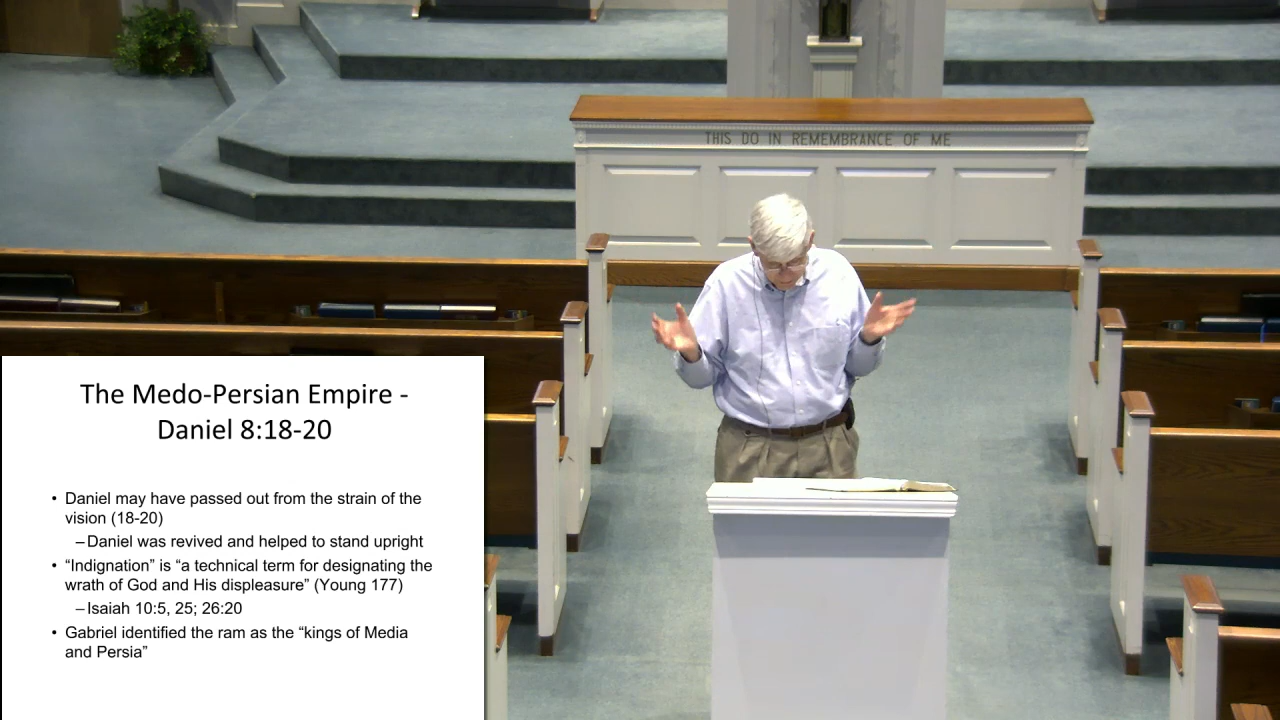 THIS DO IN REMEMBRANCE OF ME
The Medo-Persian Empire -
Daniel 8:18-20
• Daniel may have passed out from the strain of the
vision (18-20)
–Daniel was revived and helped to stand upright
• “Indignation” is “a technical term for designating the
wrath of God and His displeasure” (Young 177)
–Isaiah 10:5, 25; 26:20
• Gabriel identified the ram as the “kings of Media
and Persia”